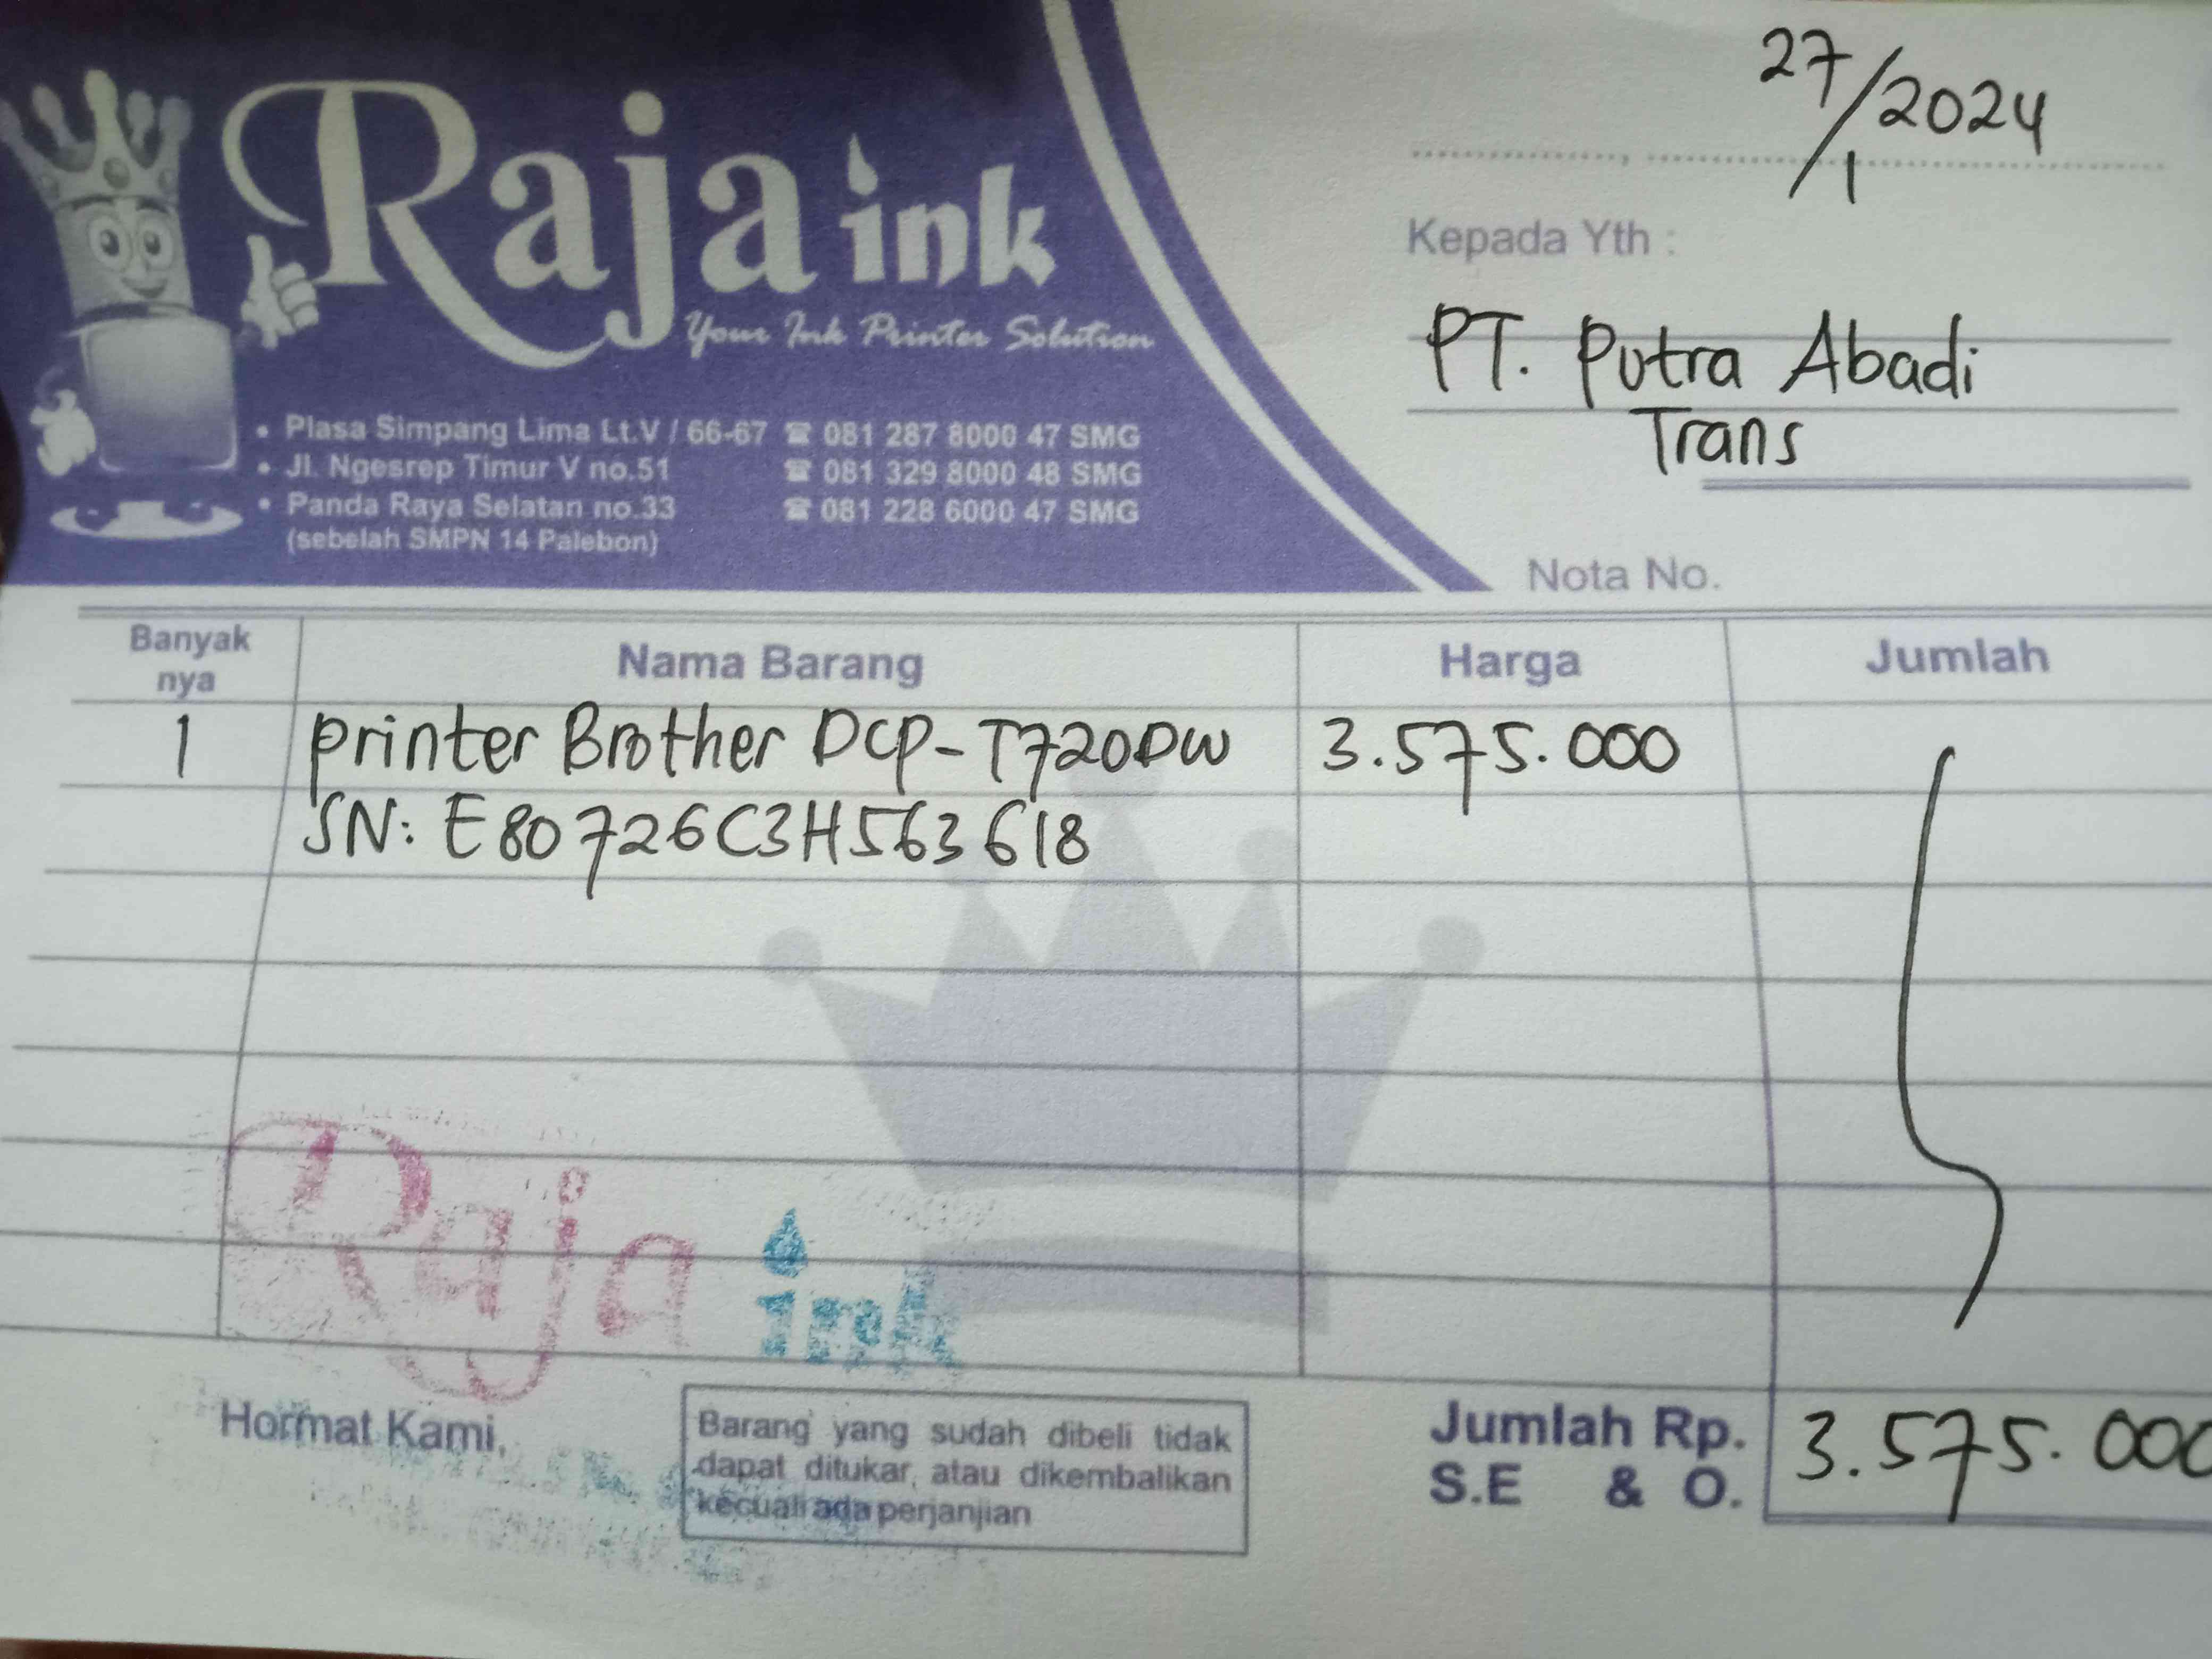 Raja ink
Your Ink Printer Solution
• Plasa Simpang Lima Lt.V / 66-67 ☎ 081 287 8000 47 SMG
• Jl. Ngesrep Timur V no.51 ☎ 081 329 8000 48 SMG
• Panda Raya Selatan no.33 ☎ 081 228 6000 47 SMG
(sebelah SMPN 14 Palebon)
27/1/2024
Kepada Yth :
PT. Putra Abadi
Trans
Nota No.
Banyak nya Nama Barang Harga Jumlah
1 Printer Brother DCP-T720DW 3.575.000
SN: E80726C3H563618
Raja ink
Hormat Kami,
Barang yang sudah dibeli tidak
dapat ditukar, atau dikembalikan
kecuali ada perjanjian
Jumlah Rp. 3.575.000
S.E & O.